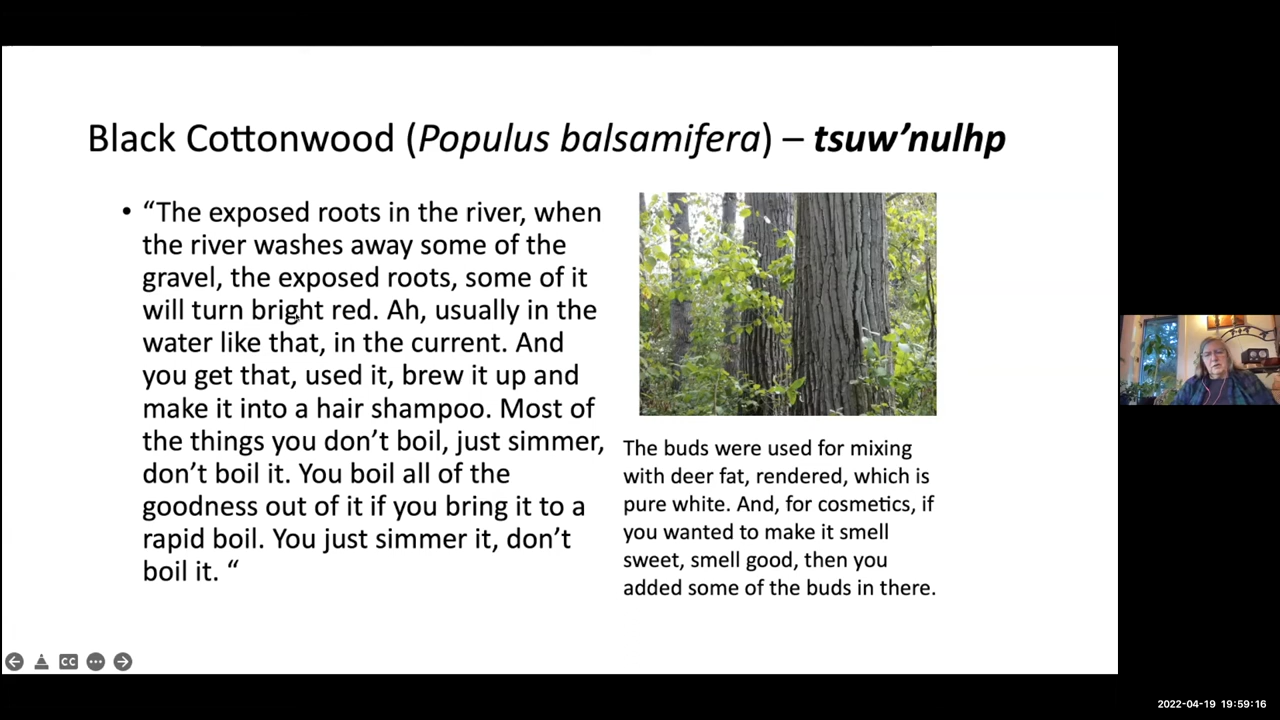 Black Cottonwood (Populus balsamifera) – tsuw’nulhp
• “The exposed roots in the river, when
the river washes away some of the
gravel, the exposed roots, some of it
will turn bright red. Ah, usually in the
water like that, in the current. And
you get that, used it, brew it up and
make it into a hair shampoo. Most of
the things you don’t boil, just simmer,
don’t boil it. You boil all of the
goodness out of it if you bring it to a
rapid boil. You just simmer it, don’t
boil it. “
The buds were used for mixing
with deer fat, rendered, which is
pure white. And, for cosmetics, if
you wanted to make it smell
sweet, smell good, then you
added some of the buds in there.
CC
2022-04-19 19:59:16